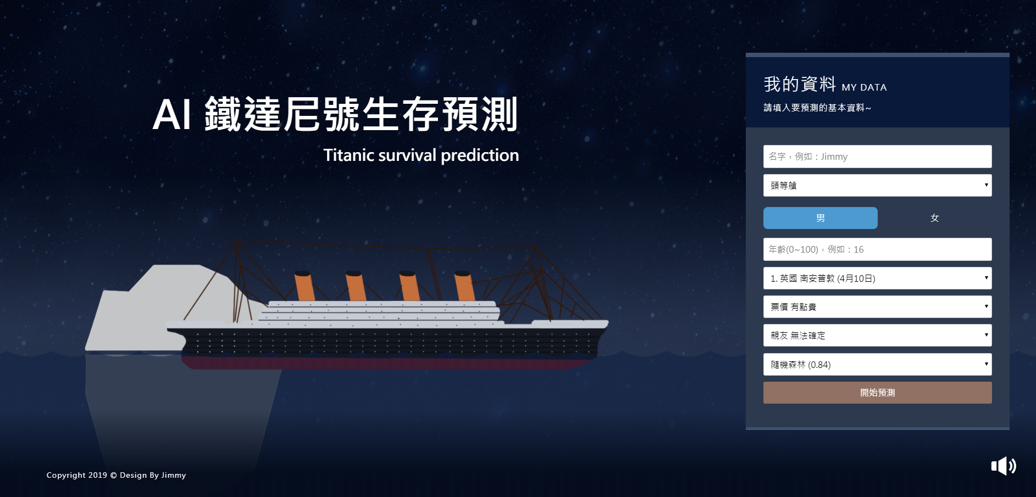 AI 鐵達尼號生存預測
Titanic survival prediction
我的資料 MY DATA
請填入要預測的基本資料~
名字，例如：Jimmy
頭等艙
男 女
年齡(0~100)，例如：16
1. 英國 南安普敦 (4月10日)
票價 有點貴
親友 無法確定
隨機森林 (0.84)
開始預測
Copyright 2019 © Design By Jimmy